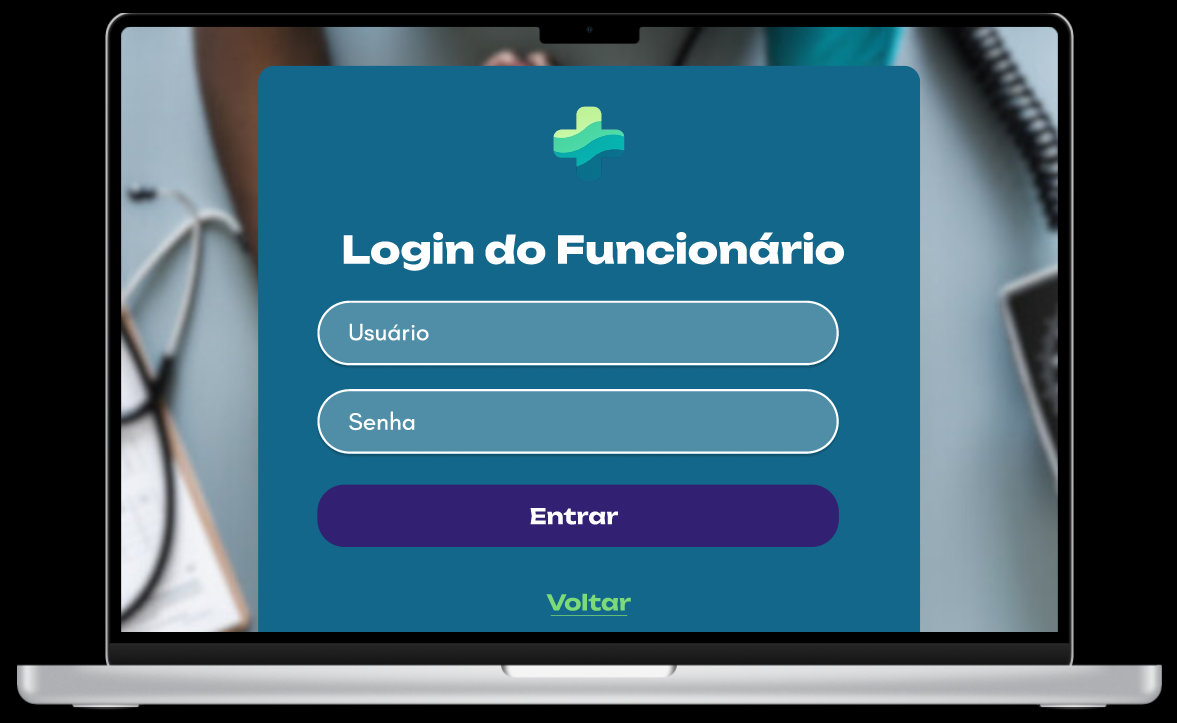 Login do Funcionário
Usuário
Senha
Entrar
Voltar